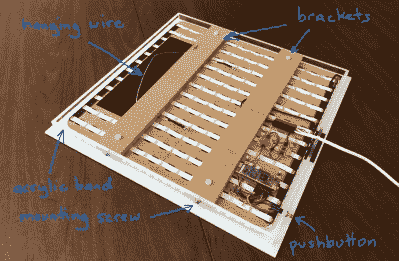 hanging wire
brackets
acrylic band
mounting screw
pushbutton